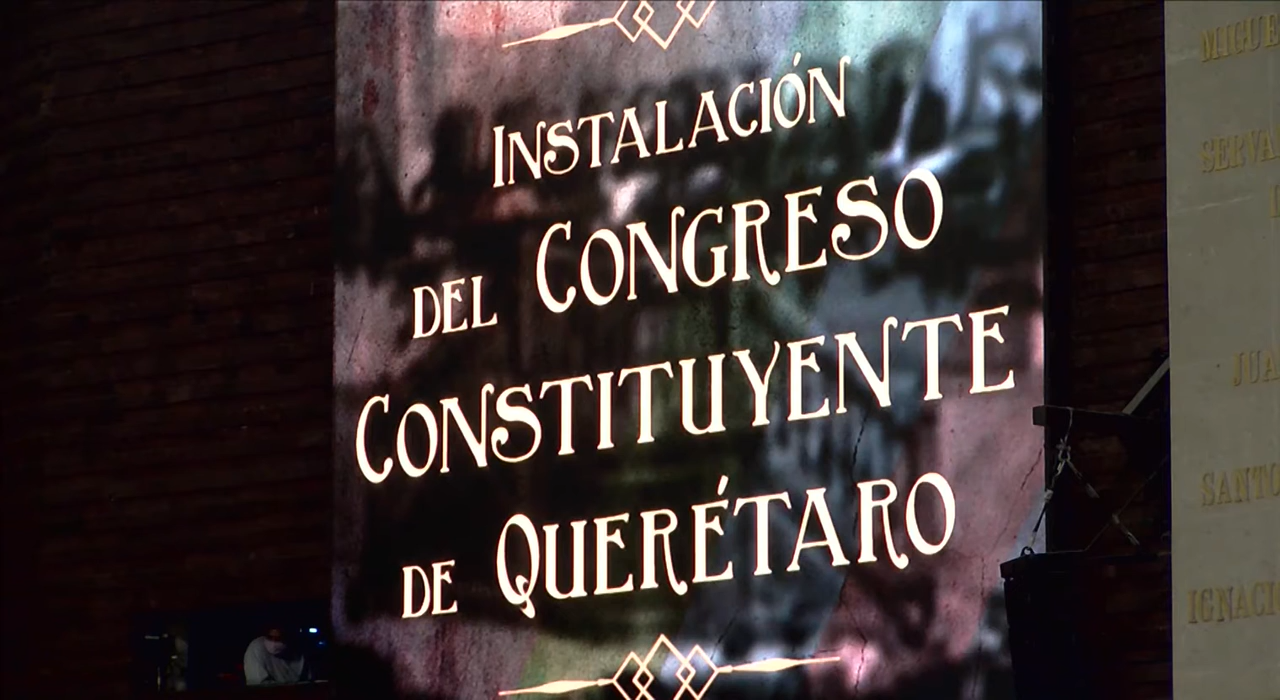 INSTALACIÓN
DEL CONGRESO
CONSTITUYENTE
DE QUERÉTARO